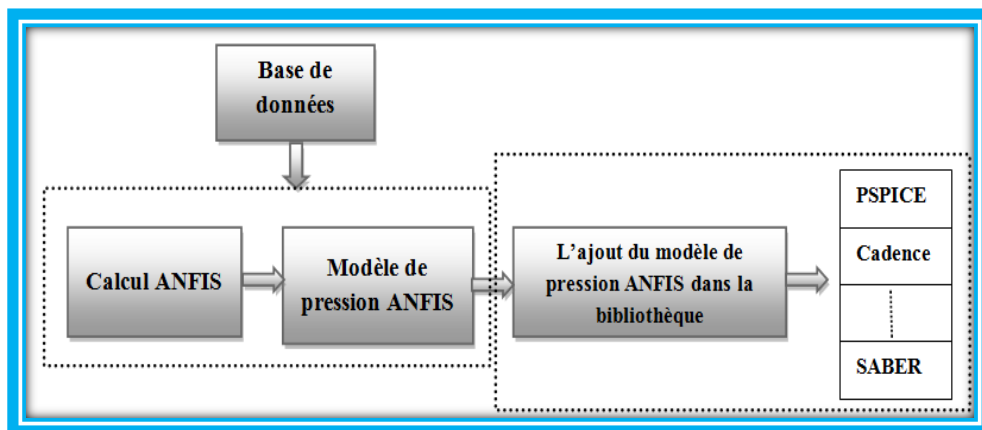 Base de
données
Calcul ANFIS
Modèle de
pression ANFIS
L'ajout du modèle de
pression ANFIS dans la
bibliothèque
PSPICE
Cadence
SABER